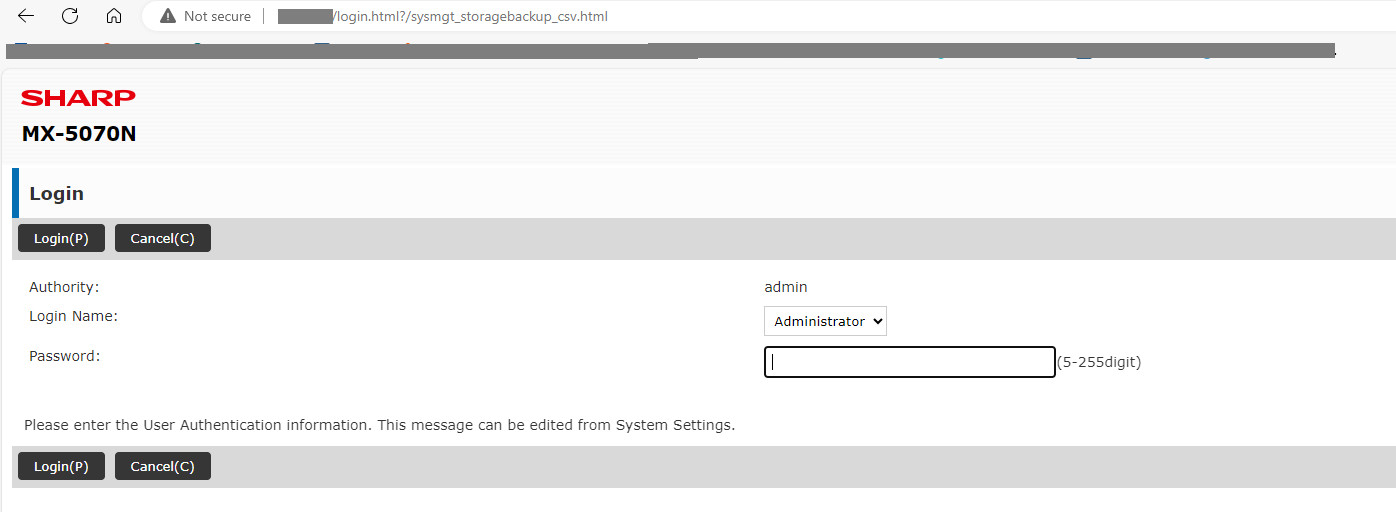 Not secure /login.html?/sysmgt_storagebackup_csv.html
SHARP
MX-5070N
Login
Login(P) Cancel(C)
Authority: admin
Login Name: Administrator
Password: (5-255digit)
Please enter the User Authentication information. This message can be edited from System Settings.
Login(P) Cancel(C)